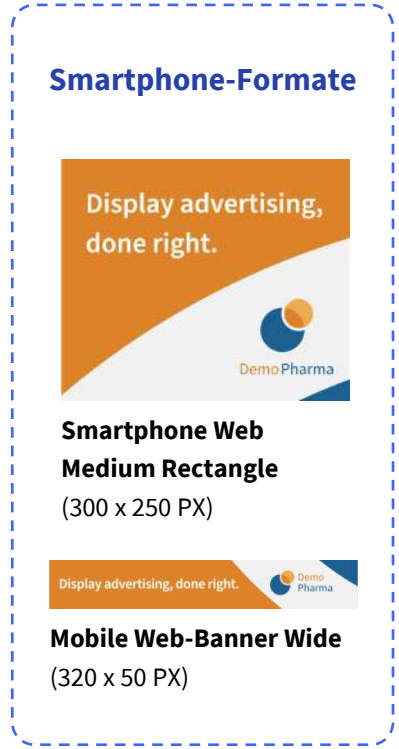 Smartphone-Formate
Display advertising,
done right.
DemoPharma
Smartphone Web
Medium Rectangle
(300 x 250 PX)
Display advertising, done right.
Demo
Pharma
Mobile Web-Banner Wide
(320 x 50 PX)